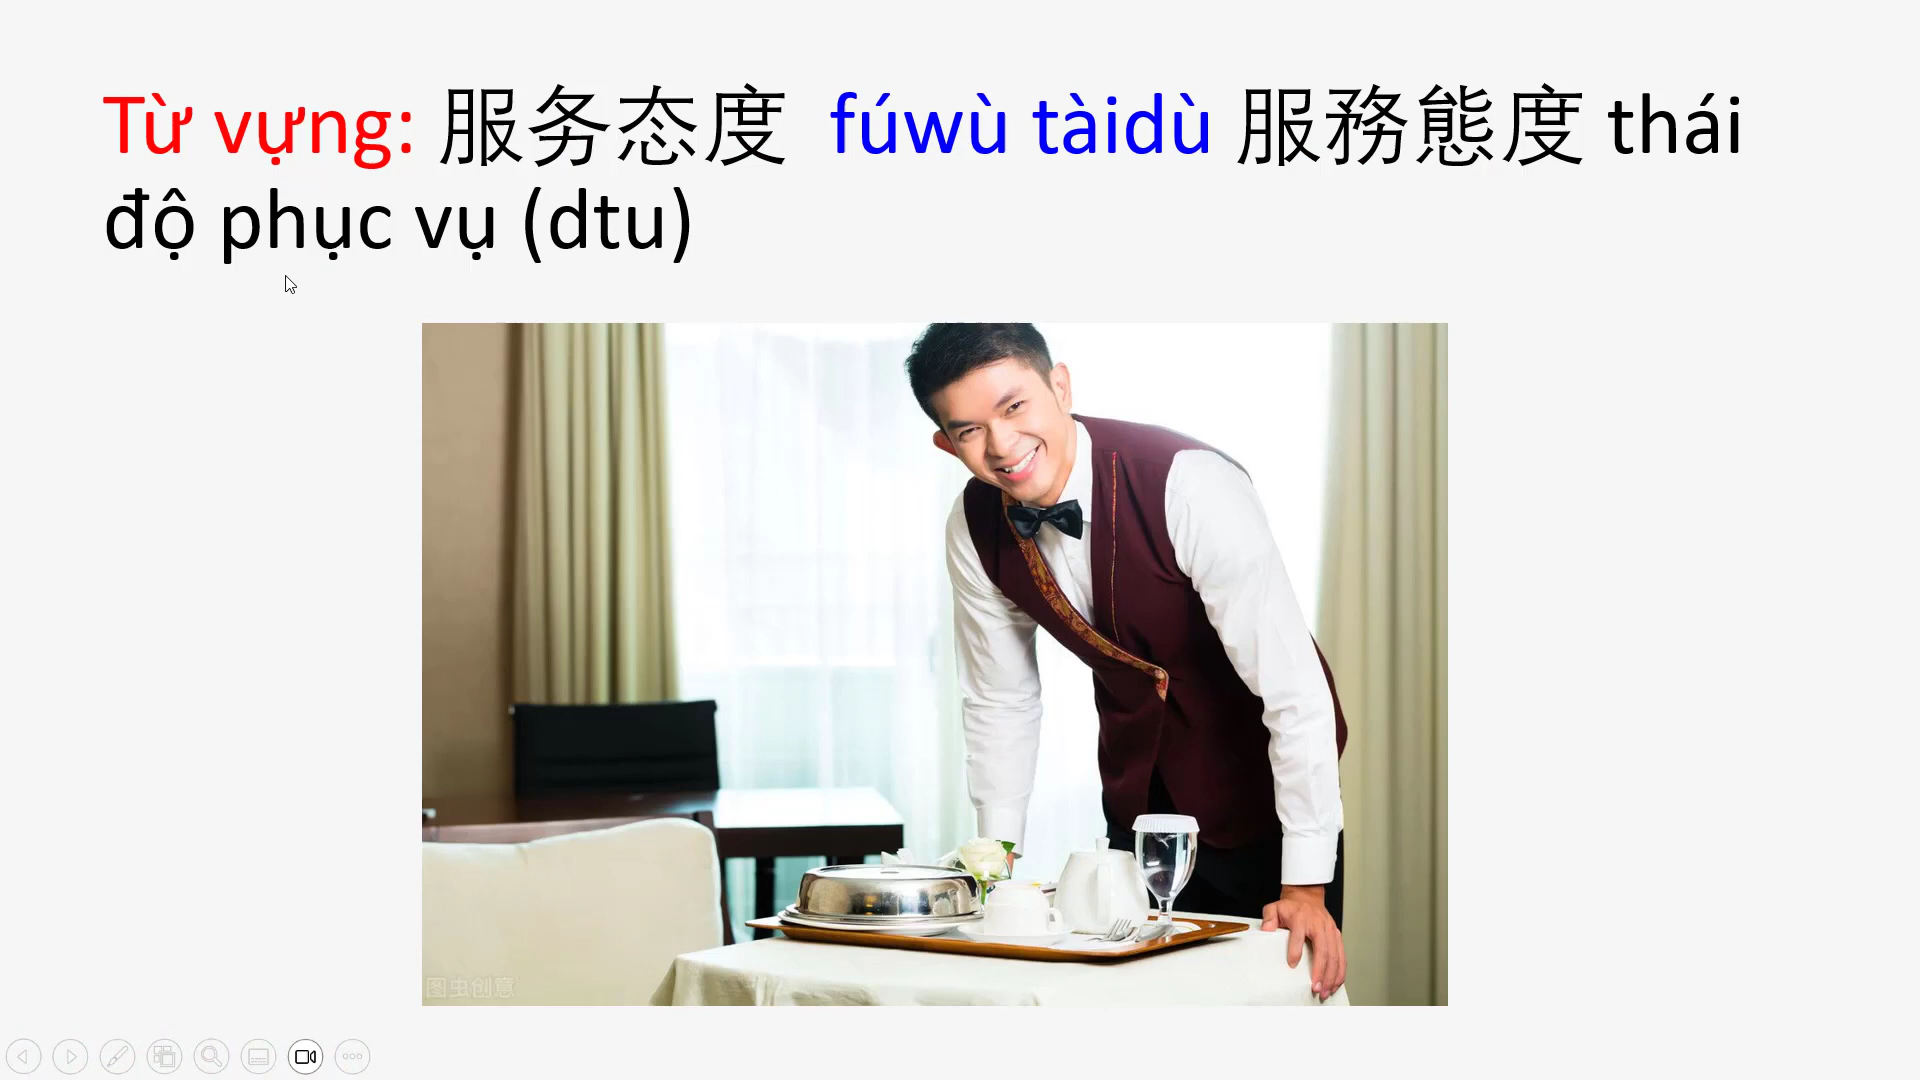 Từ vựng: 服务态度 fúwù tàidù 服務態度 thái
độ phục vụ (dtu)
图虫创意